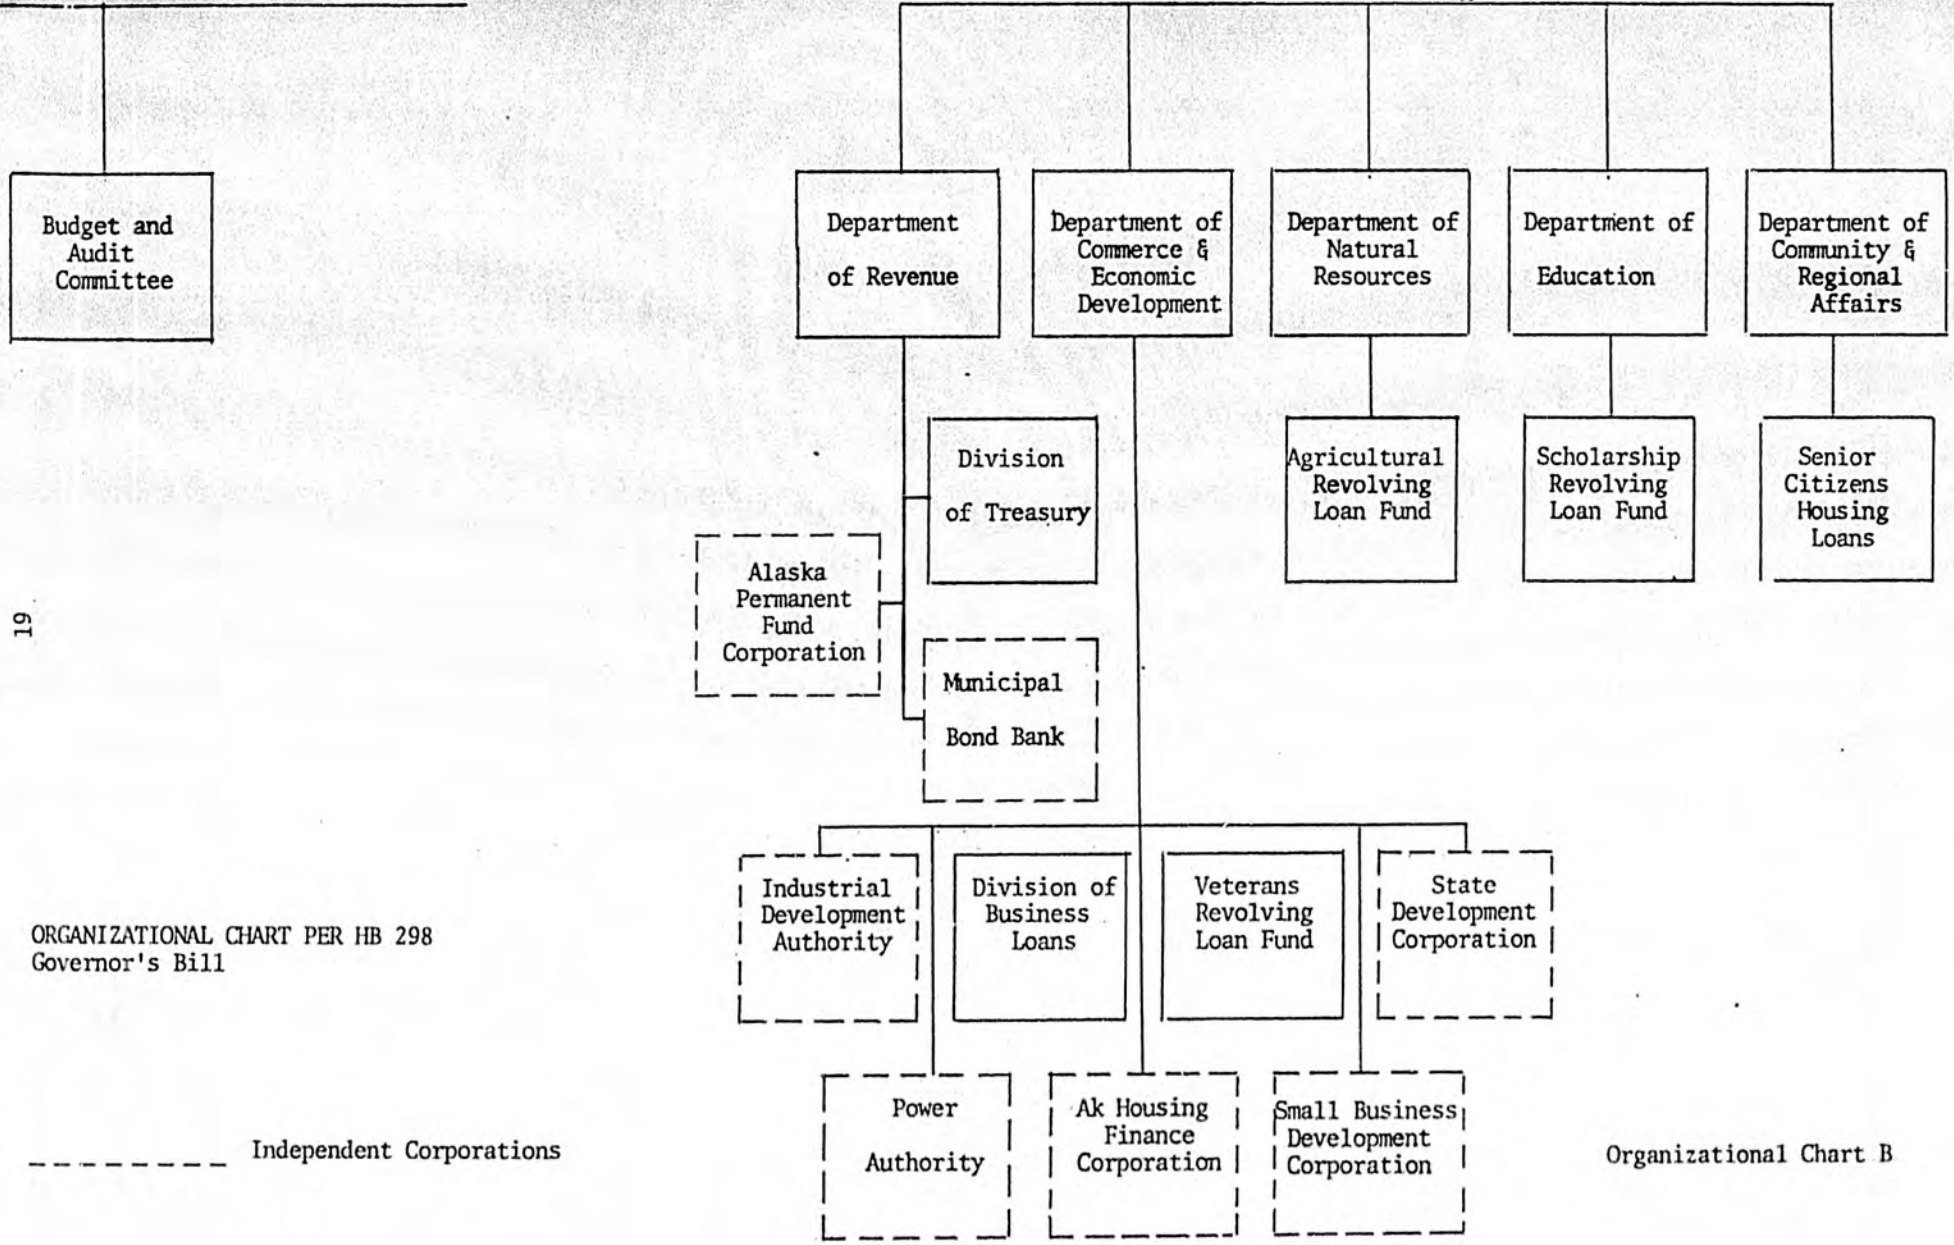 Budget and
Audit
Committee
Department
of Revenue
Department of
Commerce &
Economic
Development
Department of
Natural
Resources
Department of
Education
Department of
Community &
Regional
Affairs
Division
of Treasury
Agricultural
Revolving
Loan Fund
Scholarship
Revolving
Loan Fund
Senior
Citizens
Housing
Loans
Alaska
Permanent
Fund
Corporation
19
Municipal
Bond Bank
Industrial
Development
Authority
Division of
Business
Loans
Veterans
Revolving
Loan Fund
State
Development
Corporation
ORGANIZATIONAL CHART PER HB 298
Governor's Bill
Power
Authority
Ak Housing
Finance
Corporation
Small Business
Development
Corporation
Independent Corporations
Organizational Chart B